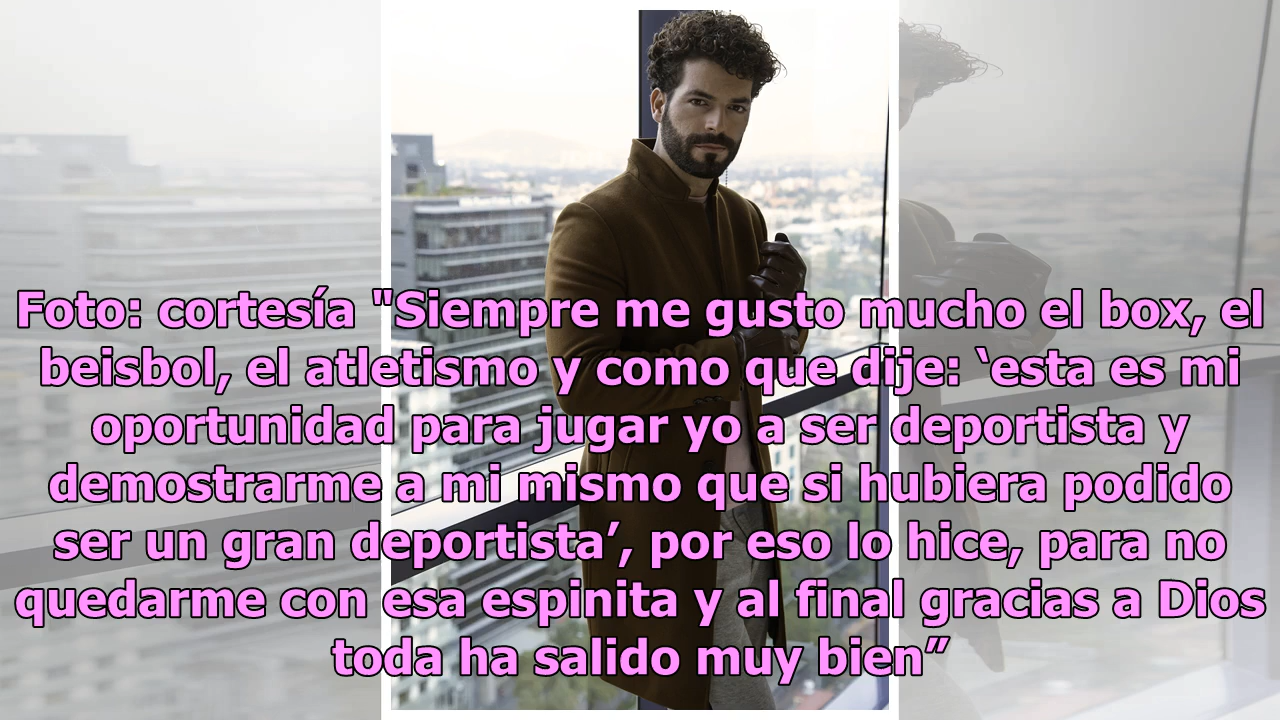 Foto: cortesía "Siempre me gusto mucho el box, el
beisbol, el atletismo y como que dije: ‘esta es mi
oportunidad para jugar yo a ser deportista y
demostrarme a mi mismo que si hubiera podido
ser un gran deportista’, por eso lo hice, para no
quedarme con esa espinita y al final gracias a Dios
toda ha salido muy bien”